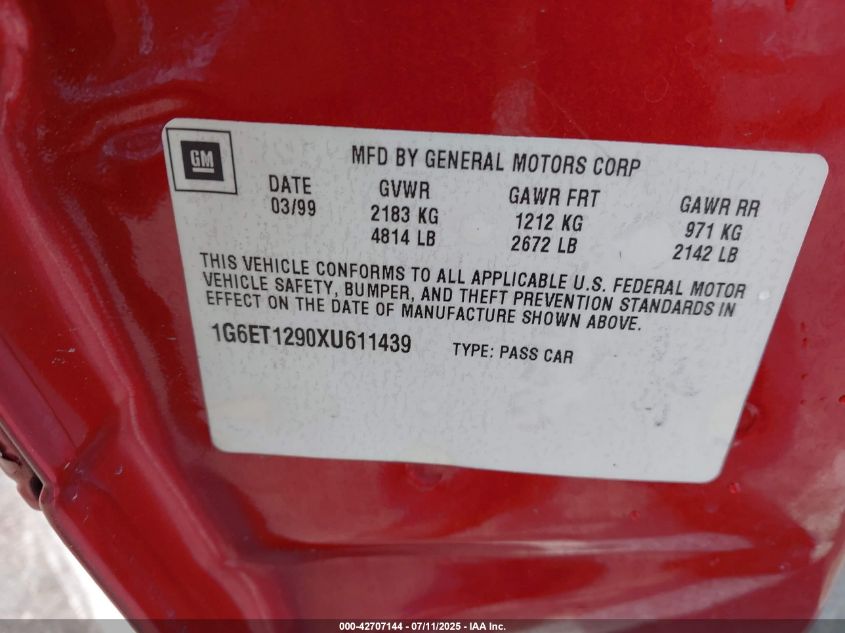 GM
MFD BY GENERAL MOTORS CORP
DATE GVWR GAWR FRT GAWR RR
03/99 2183 KG 1212 KG 971 KG
4814 LB 2672 LB 2142 LB
THIS VEHICLE CONFORMS TO ALL APPLICABLE U.S. FEDERAL MOTOR
VEHICLE SAFETY, BUMPER, AND THEFT PREVENTION STANDARDS IN
EFFECT ON THE DATE OF MANUFACTURE SHOWN ABOVE.
1G6ET1290XU611439 TYPE: PASS CAR
000-42707144 - 07/11/2025 - IAA Inc.